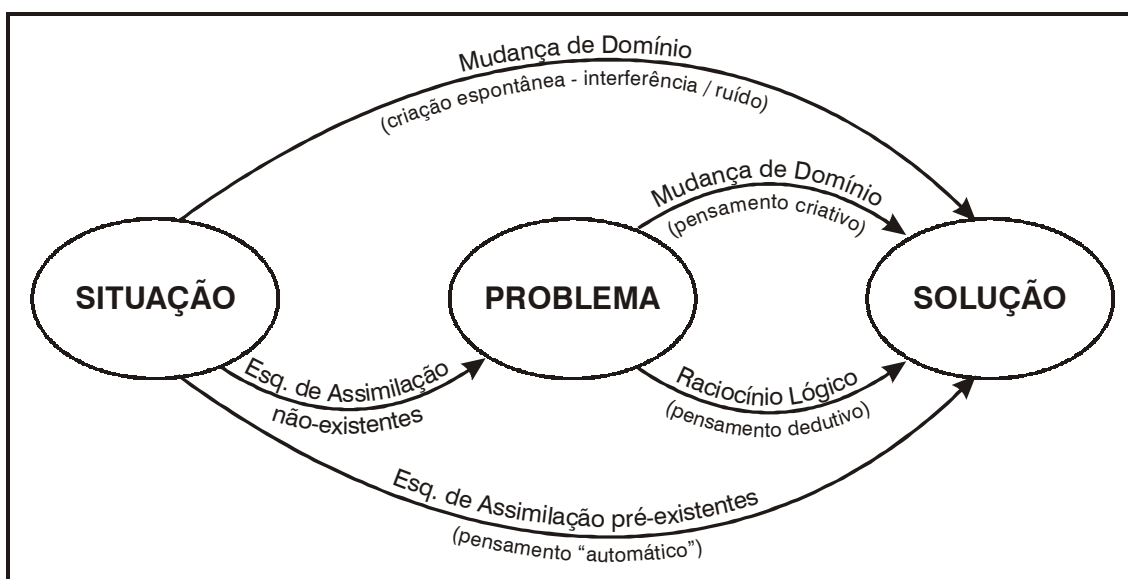 Mudança de Domínio
(criação espontânea - interferência / ruído)
Mudança de Domínio
(pensamento criativo)
SITUAÇÃO
PROBLEMA
SOLUÇÃO
Esq. de Assimilação
não-existentes
Raciocínio Lógico
(pensamento dedutivo)
Esq. de Assimilação pré-existentes
(pensamento “automático”)